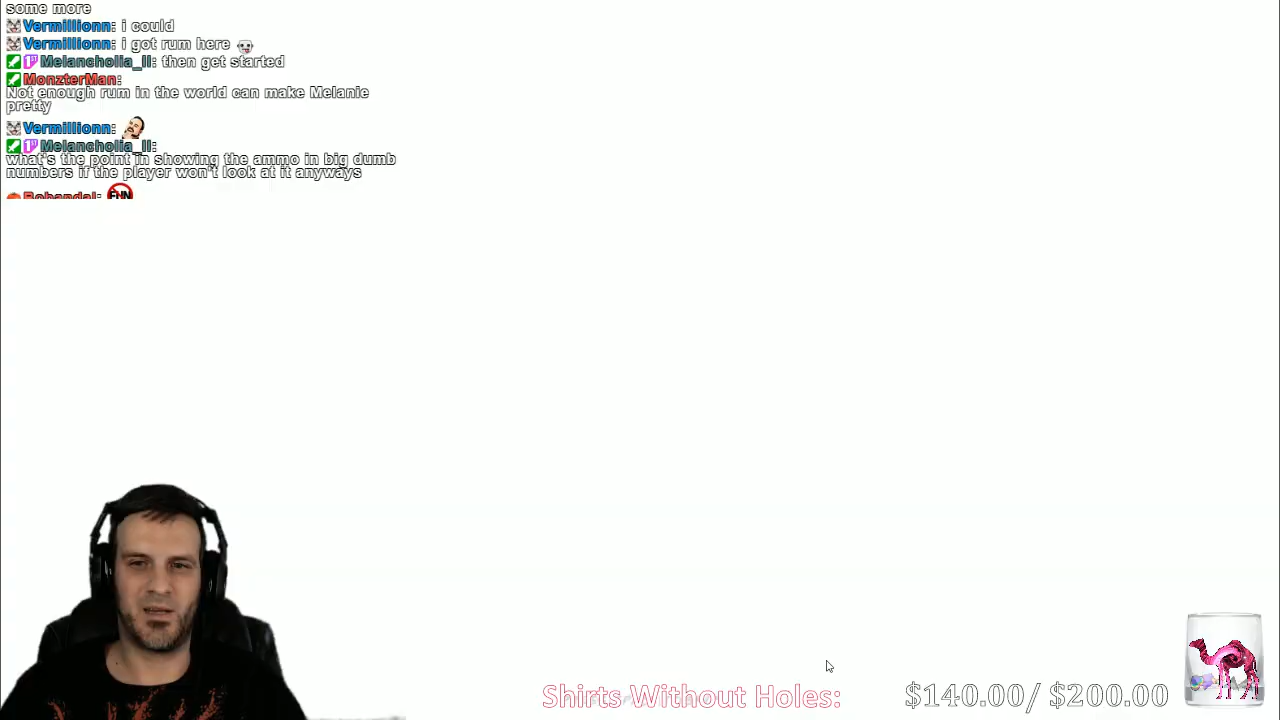 some more
Vermillionn: i could
Vermillionn: i got rum here
Melancholia_II: then get started
MonzterMan:
Not enough rum in the world can make Melanie
pretty
Vermillionn:
Melancholia_II:
what's the point in showing the ammo in big dumb
numbers if the player won't look at it anyways
Bobandal: FUN
Shirts Without Holes: $140.00/ $200.00